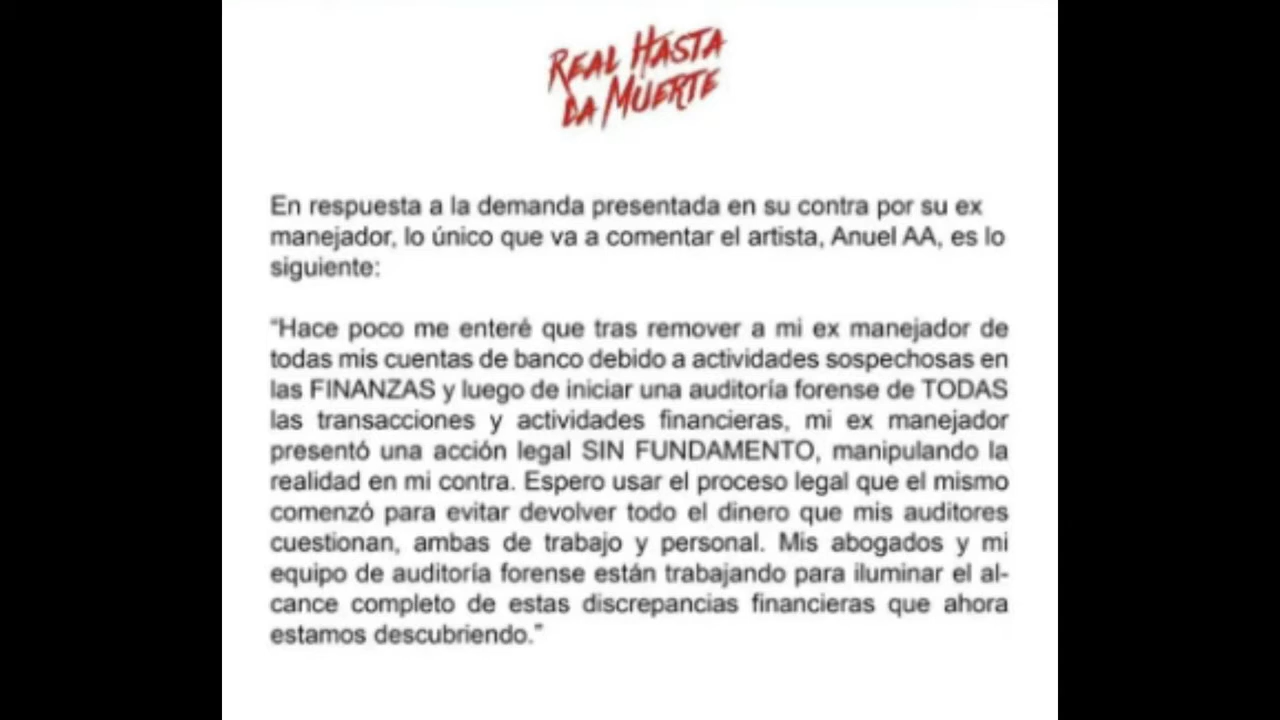 REAL HASTA
LA MUERTE
En respuesta a la demanda presentada en su contra por su ex
manejador, lo único que va a comentar el artista, Anuel AA, es lo
siguiente:
“Hace poco me enteré que tras remover a mi ex manejador de
todas mis cuentas de banco debido a actividades sospechosas en
las FINANZAS y luego de iniciar una auditoría forense de TODAS
las transacciones y actividades financieras, mi ex manejador
presentó una acción legal SIN FUNDAMENTO, manipulando la
realidad en mi contra. Espero usar el proceso legal que el mismo
comenzó para evitar devolver todo el dinero que mis auditores
cuestionan, ambas de trabajo y personal. Mis abogados y mi
equipo de auditoría forense están trabajando para iluminar el al-
cance completo de estas discrepancias financieras que ahora
estamos descubriendo.”